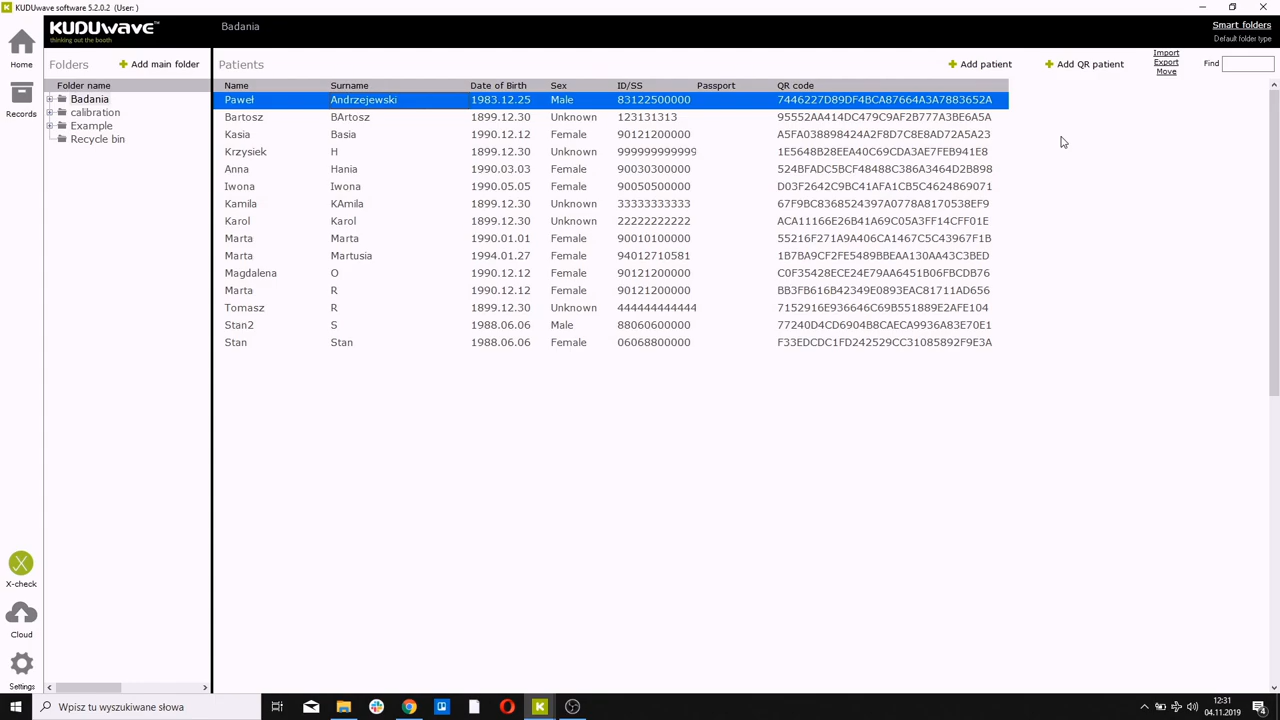 KUDUwave software 5.2.0.2 (User: )
Home
Records
X-check
Cloud
Settings
KUDUwave™
thinking out the booth
Badania
Smart folders
Default folder type
Folders
Add main folder
Folder name
Badania
calibration
Example
Recycle bin
Patients
Add patient
Add QR patient
Import
Export
Move
Find
Name Surname Date of Birth Sex ID/SS Passport QR code
Paweł Andrzejewski 1983.12.25 Male 83122500000 7446227D89DF4BCA87664A3A7883652A
Bartosz BArtosz 1899.12.30 Unknown 123131313 95552AA414DC479C9AF2B777A3BE6A5A
Kasia Basia 1990.12.12 Female 90121200000 A5FA038898424A2F8D7C8E8AD72A5A23
Krzysiek H 1899.12.30 Unknown 999999999999 1E5648B28EEA40C69CDA3AE7FEB941E8
Anna Hania 1990.03.03 Female 90030300000 524BFADC5BCF48488C386A3464D2B898
Iwona Iwona 1990.05.05 Female 90050500000 D03F2642C9BC41AFA1CB5C4624869071
Kamila KAmila 1899.12.30 Unknown 33333333333 67F9BC8368524397A0778A8170538EF9
Karol Karol 1899.12.30 Unknown 22222222222 ACA11166E26B41A69C05A3FF14CFF01E
Marta Marta 1990.01.01 Female 90010100000 55216F271A9A406CA1467C5C43967F1B
Marta Martusia 1994.01.27 Female 94012710581 1B7BA9CF2FE5489BBEAA130AA43C3BED
Magdalena O 1990.12.12 Female 90121200000 C0F35428ECE24E79AA6451B06FBCDB76
Marta R 1990.12.12 Female 90121200000 BB3FB616B42349E0893EAC81711AD656
Tomasz R 1899.12.30 Unknown 444444444444 7152916E936646C69B551889E2AFE104
Stan2 S 1988.06.06 Male 88060600000 77240D4CD6904B8CAECA9936A83E70E1
Stan Stan 1988.06.06 Female 06068800000 F33EDCDC1FD242529CC31085892F9E3A
Wpisz tu wyszukiwane słowa
12:31
04.11.2019
4